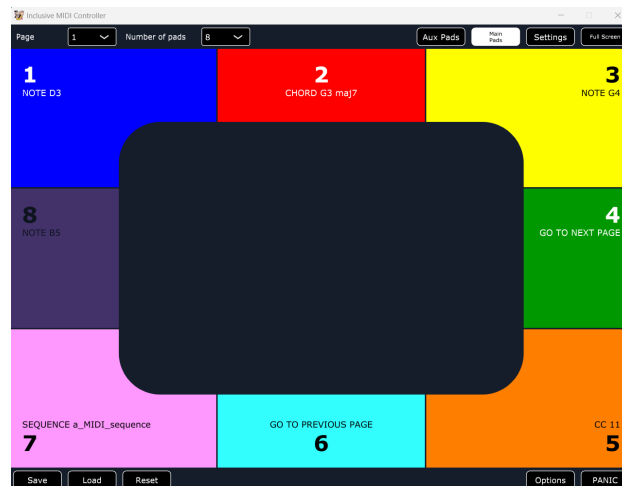 Inclusive MIDI Controller
Page 1 Number of pads 8 Aux Pads Main Pads Settings Full Screen
1
NOTE D3
2
CHORD G3 maj7
3
NOTE G4
8
NOTE B5
4
GO TO NEXT PAGE
SEQUENCE a_MIDI_sequence
7
GO TO PREVIOUS PAGE
6
CC 11
5
Save Load Reset Options PANIC